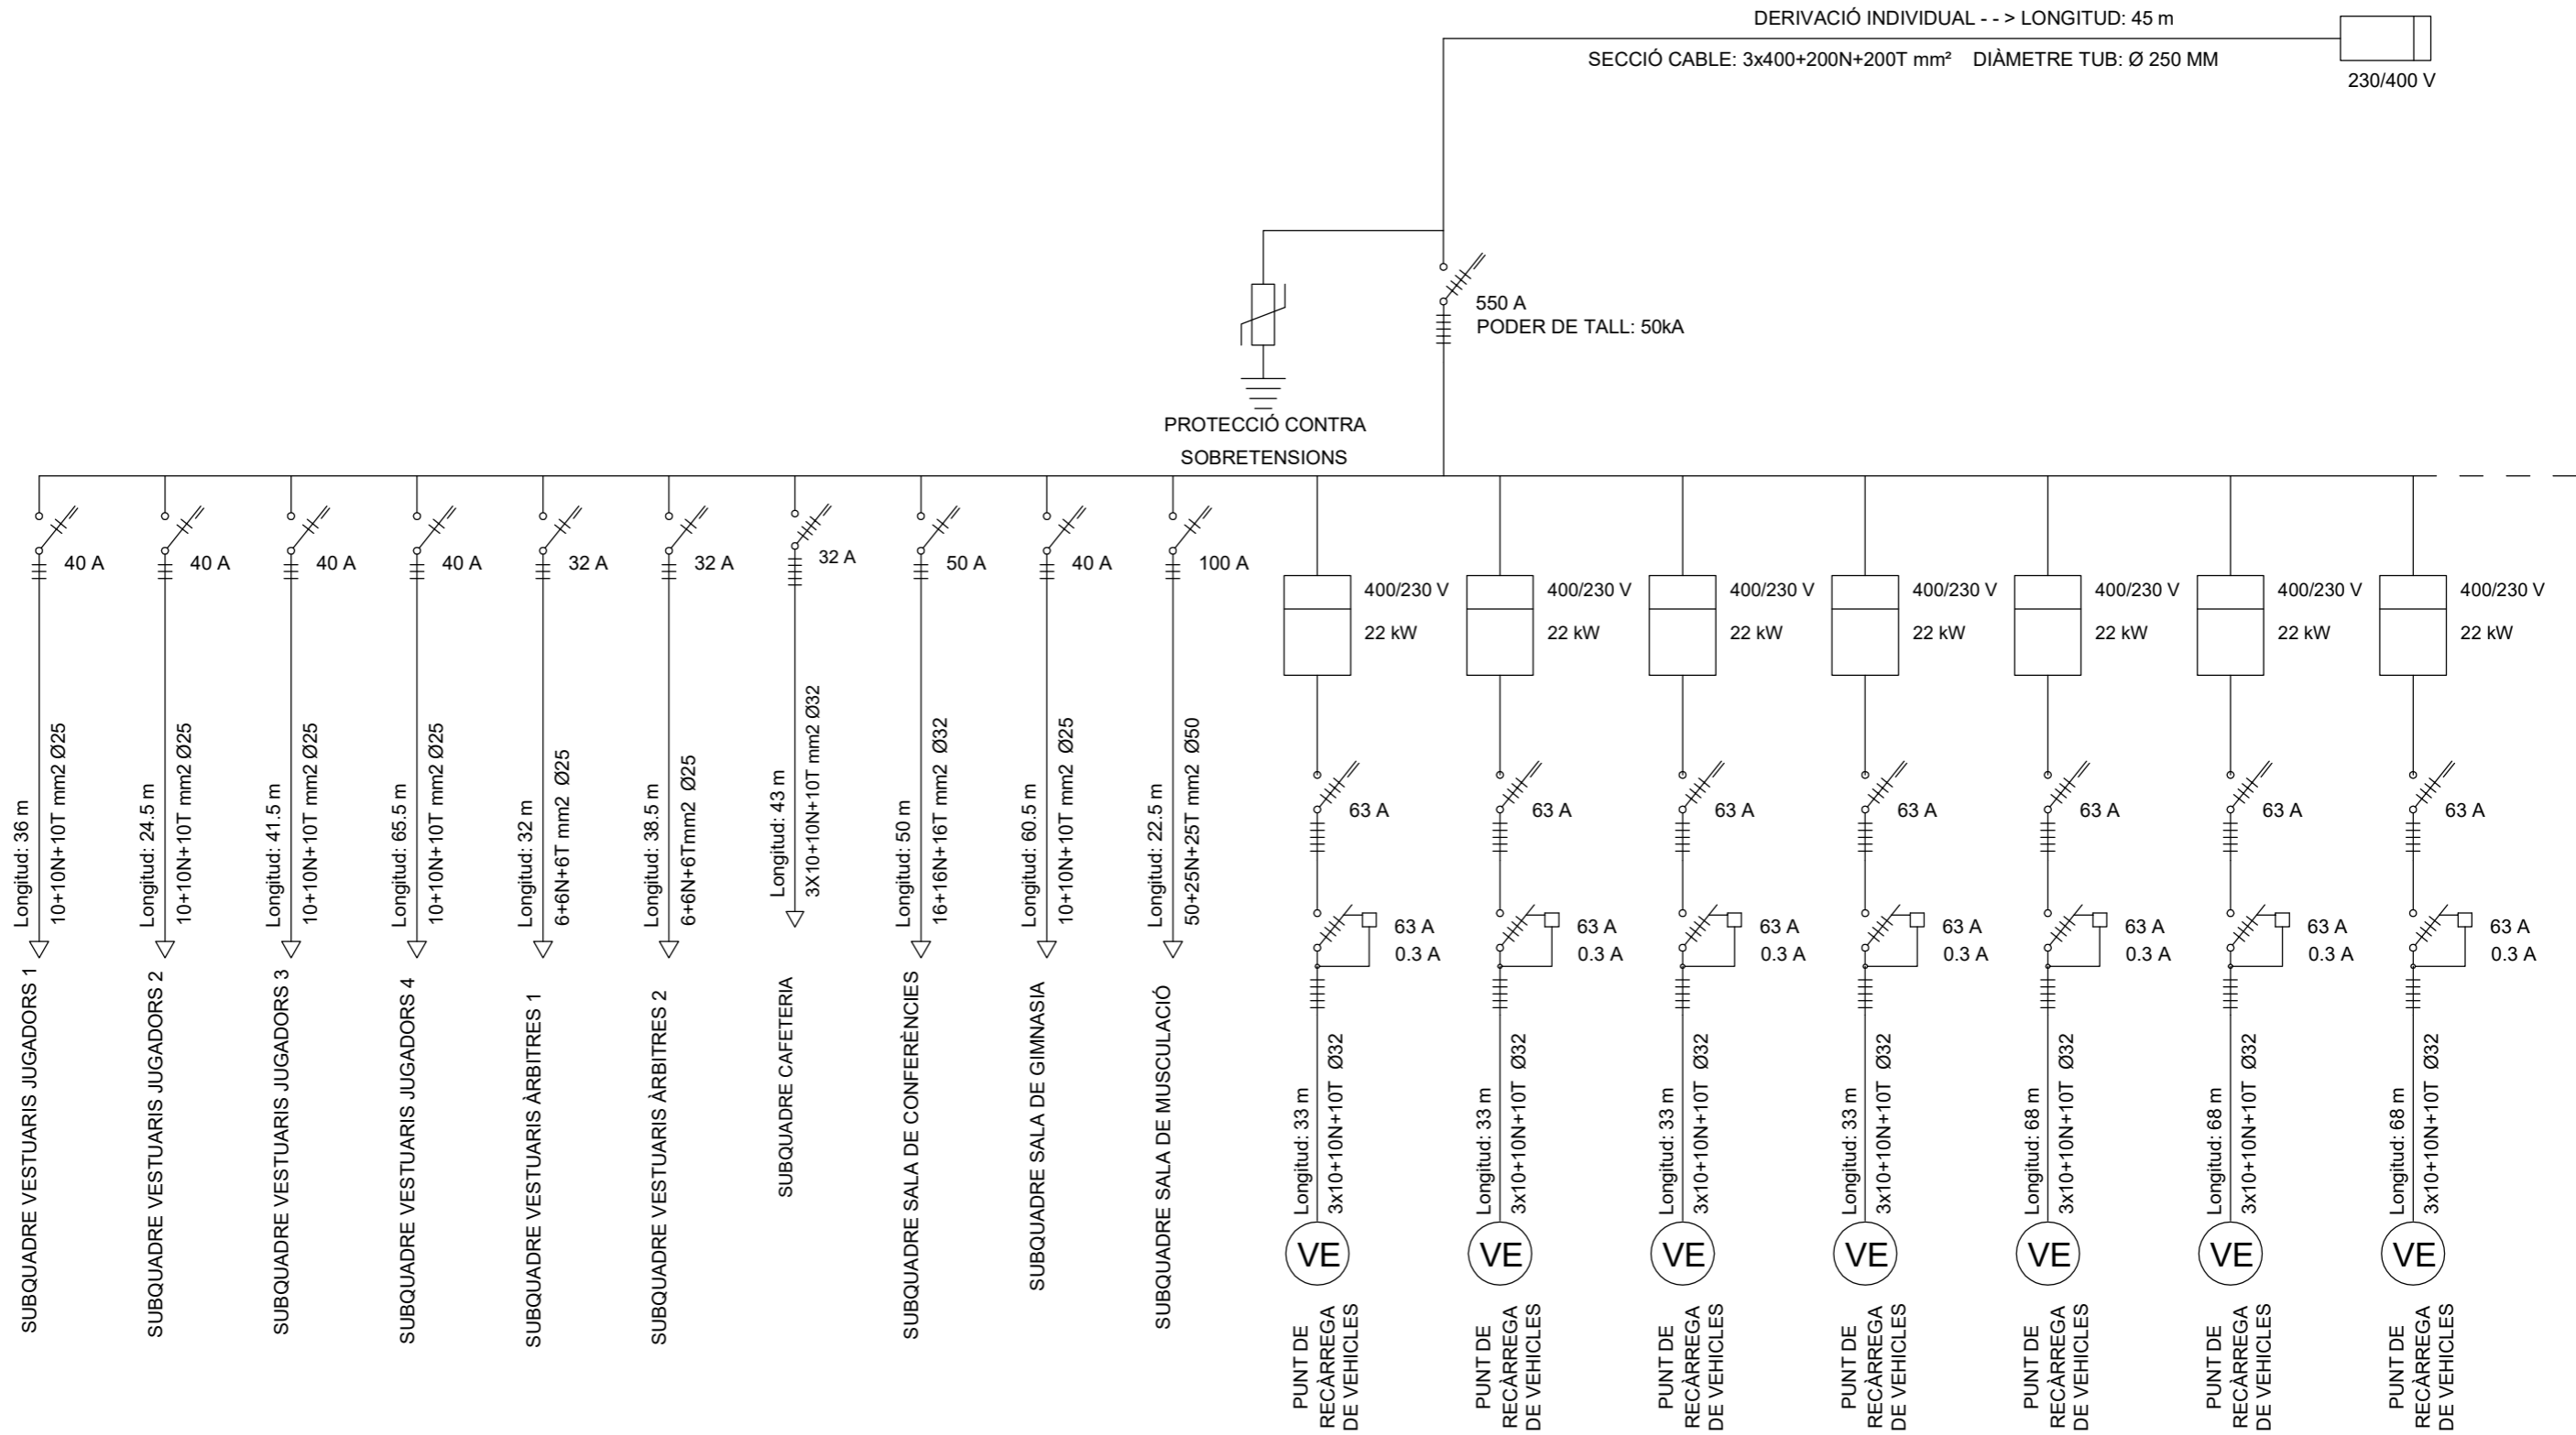 DERIVACIÓ INDIVIDUAL - - > LONGITUD: 45 m
SECCIÓ CABLE: 3x400+200N+200T mm² DIÀMETRE TUB: Ø 250 MM
230/400 V
550 A
PODER DE TALL: 50kA
PROTECCIÓ CONTRA
SOBRETENSIONS
40 A
Longitud: 36 m
10+10N+10T mm2 Ø25
SUBQUADRE VESTUARIS JUGADORS 1
40 A
Longitud: 24.5 m
10+10N+10T mm2 Ø25
SUBQUADRE VESTUARIS JUGADORS 2
40 A
Longitud: 41.5 m
10+10N+10T mm2 Ø25
SUBQUADRE VESTUARIS JUGADORS 3
40 A
Longitud: 65.5 m
10+10N+10T mm2 Ø25
SUBQUADRE VESTUARIS JUGADORS 4
32 A
Longitud: 32 m
6+6N+6T mm2 Ø25
SUBQUADRE VESTUARIS ÀRBITRES 1
32 A
Longitud: 38.5 m
6+6N+6Tmm2 Ø25
SUBQUADRE VESTUARIS ÀRBITRES 2
32 A
Longitud: 43 m
3X10+10N+10T mm2 Ø32
SUBQUADRE CAFETERIA
50 A
Longitud: 50 m
16+16N+16T mm2 Ø32
SUBQUADRE SALA DE CONFERÈNCIES
40 A
Longitud: 60.5 m
10+10N+10T mm2 Ø25
SUBQUADRE SALA DE GIMNASIA
100 A
Longitud: 22.5 m
50+25N+25T mm2 Ø50
SUBQUADRE SALA DE MUSCULACIÓ
400/230 V
22 kW
63 A
63 A
0.3 A
Longitud: 33 m
3x10+10N+10T Ø32
VE
PUNT DE
RECÀRREGA
DE VEHICLES
400/230 V
22 kW
63 A
63 A
0.3 A
Longitud: 33 m
3x10+10N+10T Ø32
VE
PUNT DE
RECÀRREGA
DE VEHICLES
400/230 V
22 kW
63 A
63 A
0.3 A
Longitud: 33 m
3x10+10N+10T Ø32
VE
PUNT DE
RECÀRREGA
DE VEHICLES
400/230 V
22 kW
63 A
63 A
0.3 A
Longitud: 33 m
3x10+10N+10T Ø32
VE
PUNT DE
RECÀRREGA
DE VEHICLES
400/230 V
22 kW
63 A
63 A
0.3 A
Longitud: 68 m
3x10+10N+10T Ø32
VE
PUNT DE
RECÀRREGA
DE VEHICLES
400/230 V
22 kW
63 A
63 A
0.3 A
Longitud: 68 m
3x10+10N+10T Ø32
VE
PUNT DE
RECÀRREGA
DE VEHICLES
400/230 V
22 kW
63 A
63 A
0.3 A
Longitud: 68 m
3x10+10N+10T Ø32
VE
PUNT DE
RECÀRREGA
DE VEHICLES